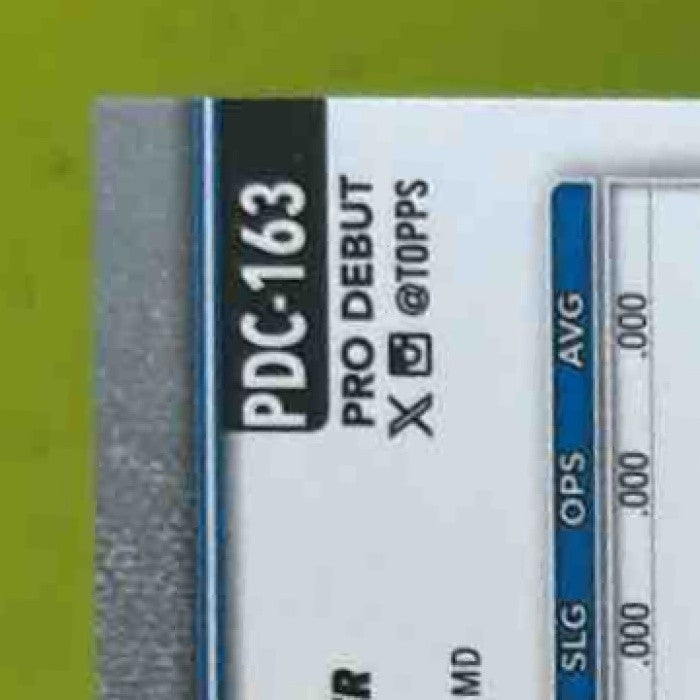 PDC-163
PRO DEBUT
X @TOPPS
R
MD
SLG OPS AVG
.000 .000 .000